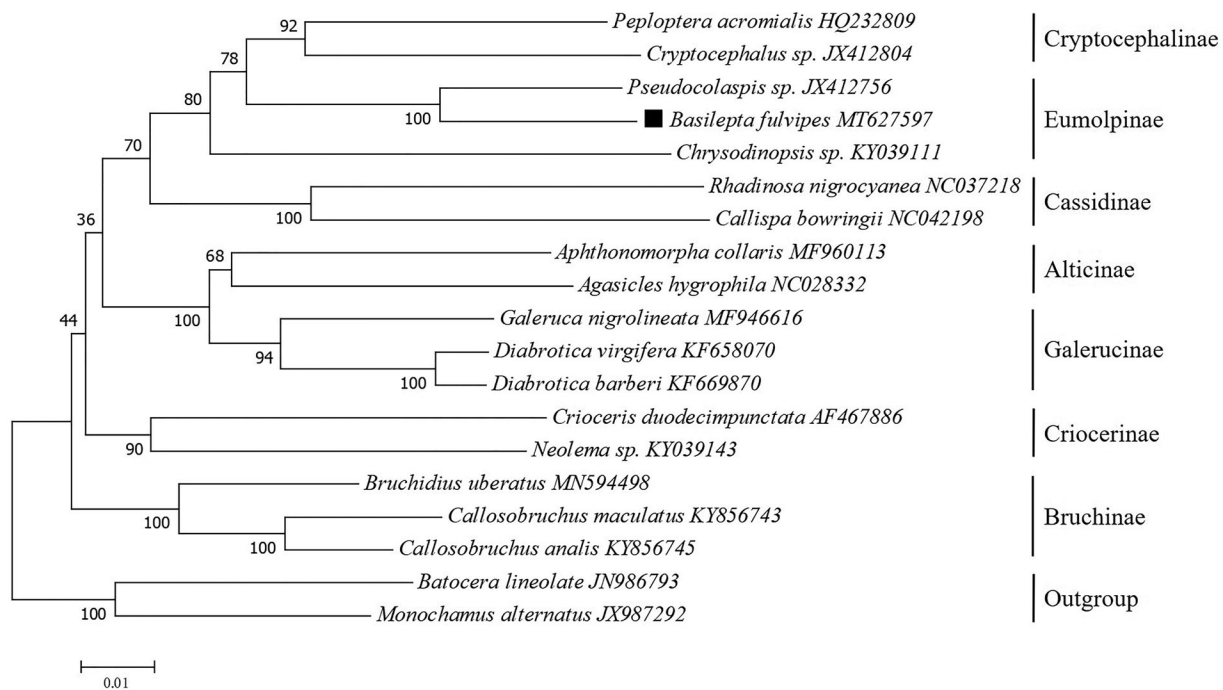 92
Peploptera acromialis HQ232809
Cryptocephalinae
78
Cryptocephalus sp. JX412804
80
Pseudocolaspis sp. JX412756
Eumolpinae
100
Basilepta fulvipes MT627597
70
Chrysodinopsis sp. KY039111
Rhadinosa nigrocyanea NC037218
Cassidinae
100
Callispa bowringii NC042198
36
68
Aphthonomorpha collaris MF960113
Alticinae
Agasicles hygrophila NC028332
100
Galeruca nigrolineata MF946616
44
94
Diabrotica virgifera KF658070
Galerucinae
100
Diabrotica barberi KF669870
Crioceris duodecimpunctata AF467886
Criocerinae
90
Neolema sp. KY039143
Bruchidius uberatus MN594498
100
Callosobruchus maculatus KY856743
Bruchinae
100
Callosobruchus analis KY856745
Batocera lineolate JN986793
Outgroup
100
Monochamus alternatus JX987292
0.01